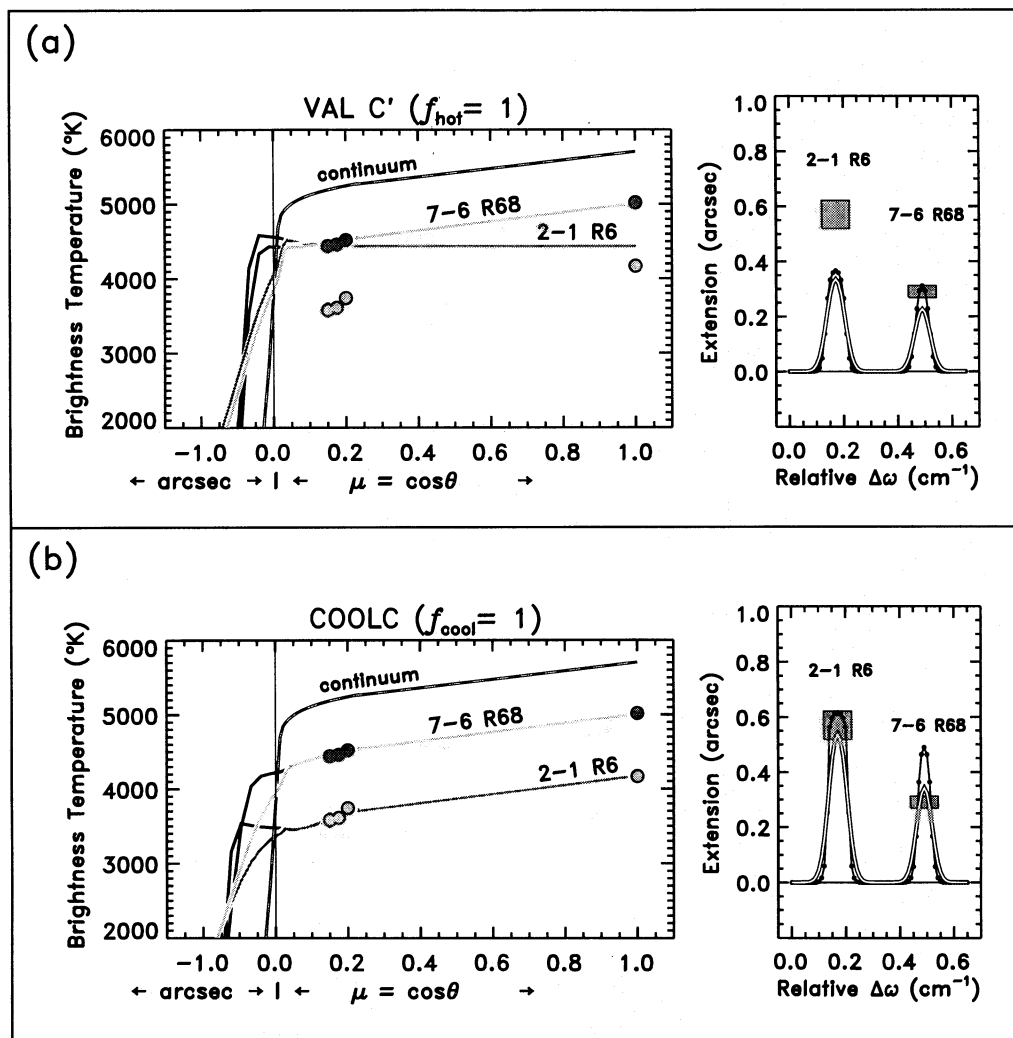 (a)
VAL C' (f_hot = 1)
Brightness Temperature (°K)
6000
5000
4000
3000
2000
continuum
7-6 R68
2-1 R6
-1.0 0.0 0.2 0.4 0.6 0.8 1.0
← arcsec → | ← μ = cosθ →
Extension (arcsec)
1.0
0.8
0.6
0.4
0.2
0.0
2-1 R6
7-6 R68
0.0 0.2 0.4 0.6
Relative Δω (cm⁻¹)
(b)
COOLC (f_cool = 1)
Brightness Temperature (°K)
6000
5000
4000
3000
2000
continuum
7-6 R68
2-1 R6
-1.0 0.0 0.2 0.4 0.6 0.8 1.0
← arcsec → | ← μ = cosθ →
Extension (arcsec)
1.0
0.8
0.6
0.4
0.2
0.0
2-1 R6
7-6 R68
0.0 0.2 0.4 0.6
Relative Δω (cm⁻¹)